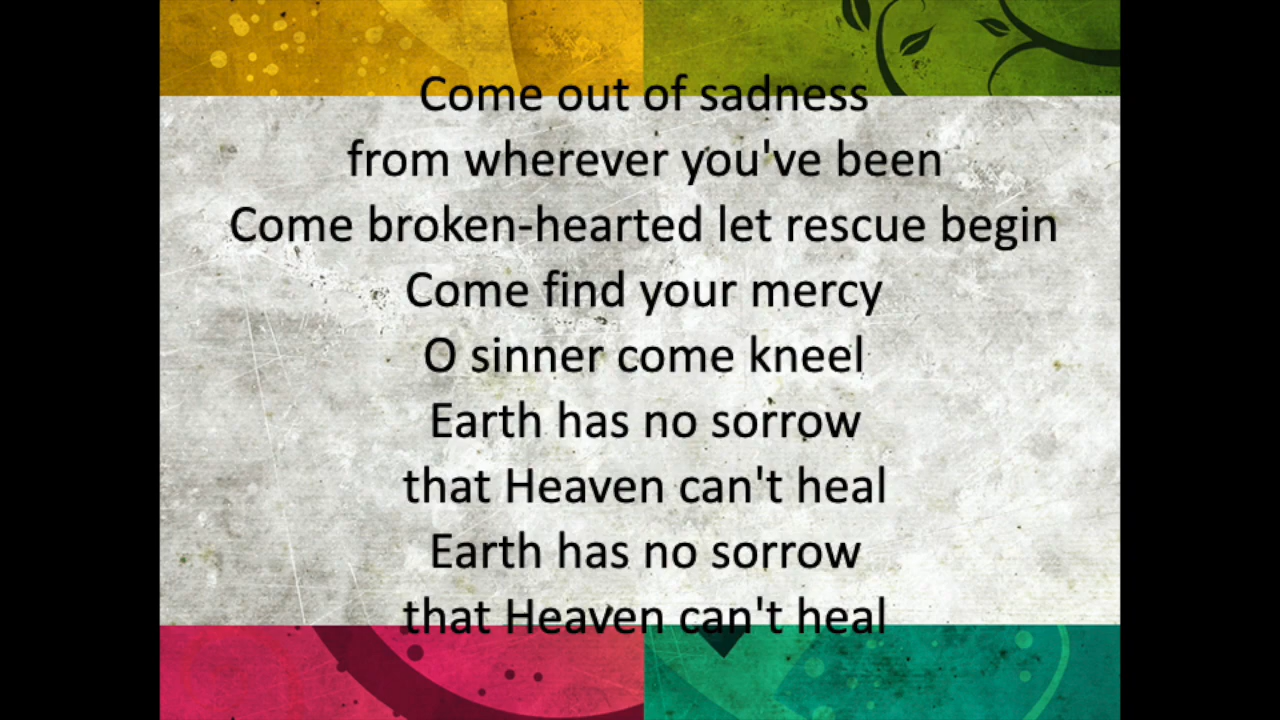 Come out of sadness
from wherever you've been
Come broken-hearted let rescue begin
Come find your mercy
O sinner come kneel
Earth has no sorrow
that Heaven can't heal
Earth has no sorrow
that Heaven can't heal